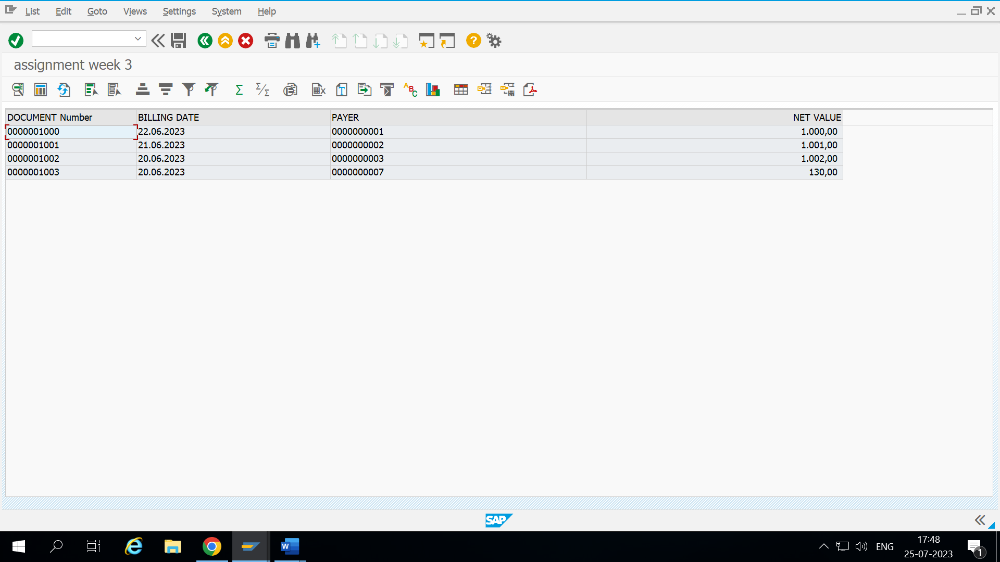 List Edit Goto Views Settings System Help
assignment week 3
DOCUMENT Number BILLING DATE PAYER NET VALUE
0000001000 22.06.2023 0000000001 1.000,00
0000001001 21.06.2023 0000000002 1.001,00
0000001002 20.06.2023 0000000003 1.002,00
0000001003 20.06.2023 0000000007 130,00
SAP
ENG
17:48
25-07-2023
1